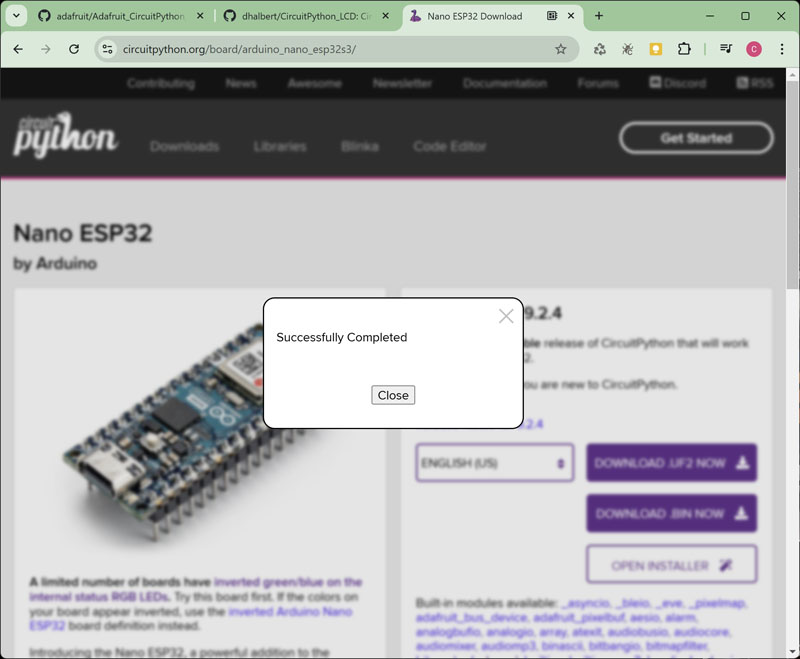 adafruit/Adafruit_CircuitPython_
dhalbert/CircuitPython_LCD: Cir
Nano ESP32 Download
circuitpython.org/board/arduino_nano_esp32s3/
C
Contributing
News
Awesome
Newsletter
Documentation
Forums
Discord
RSS
circuit
python
Downloads
Libraries
Blinka
Code Editor
Get Started
Nano ESP32
by Arduino
Successfully Completed
Close
9.2.4
release of CircuitPython that will work
you are new to CircuitPython.
.2.4
ENGLISH (US)
DOWNLOAD .UF2 NOW
DOWNLOAD .BIN NOW
OPEN INSTALLER
A limited number of boards have inverted green/blue on the
internal status RGB LEDs. Try this board first. If the colors on
your board appear inverted, use the inverted Arduino Nano
ESP32 board definition instead.
Introducing the Nano ESP32, a powerful addition to the
Built-in modules available: _asyncio, _bleio, _eve, _pixelmap,
adafruit_bus_device, adafruit_pixelbuf, aesio, alarm,
analogbufio, analogio, array, atexit, audiobusio, audiocore,
audiomixer, audiomp3, binascii, bitbangio, bitmapfilter,